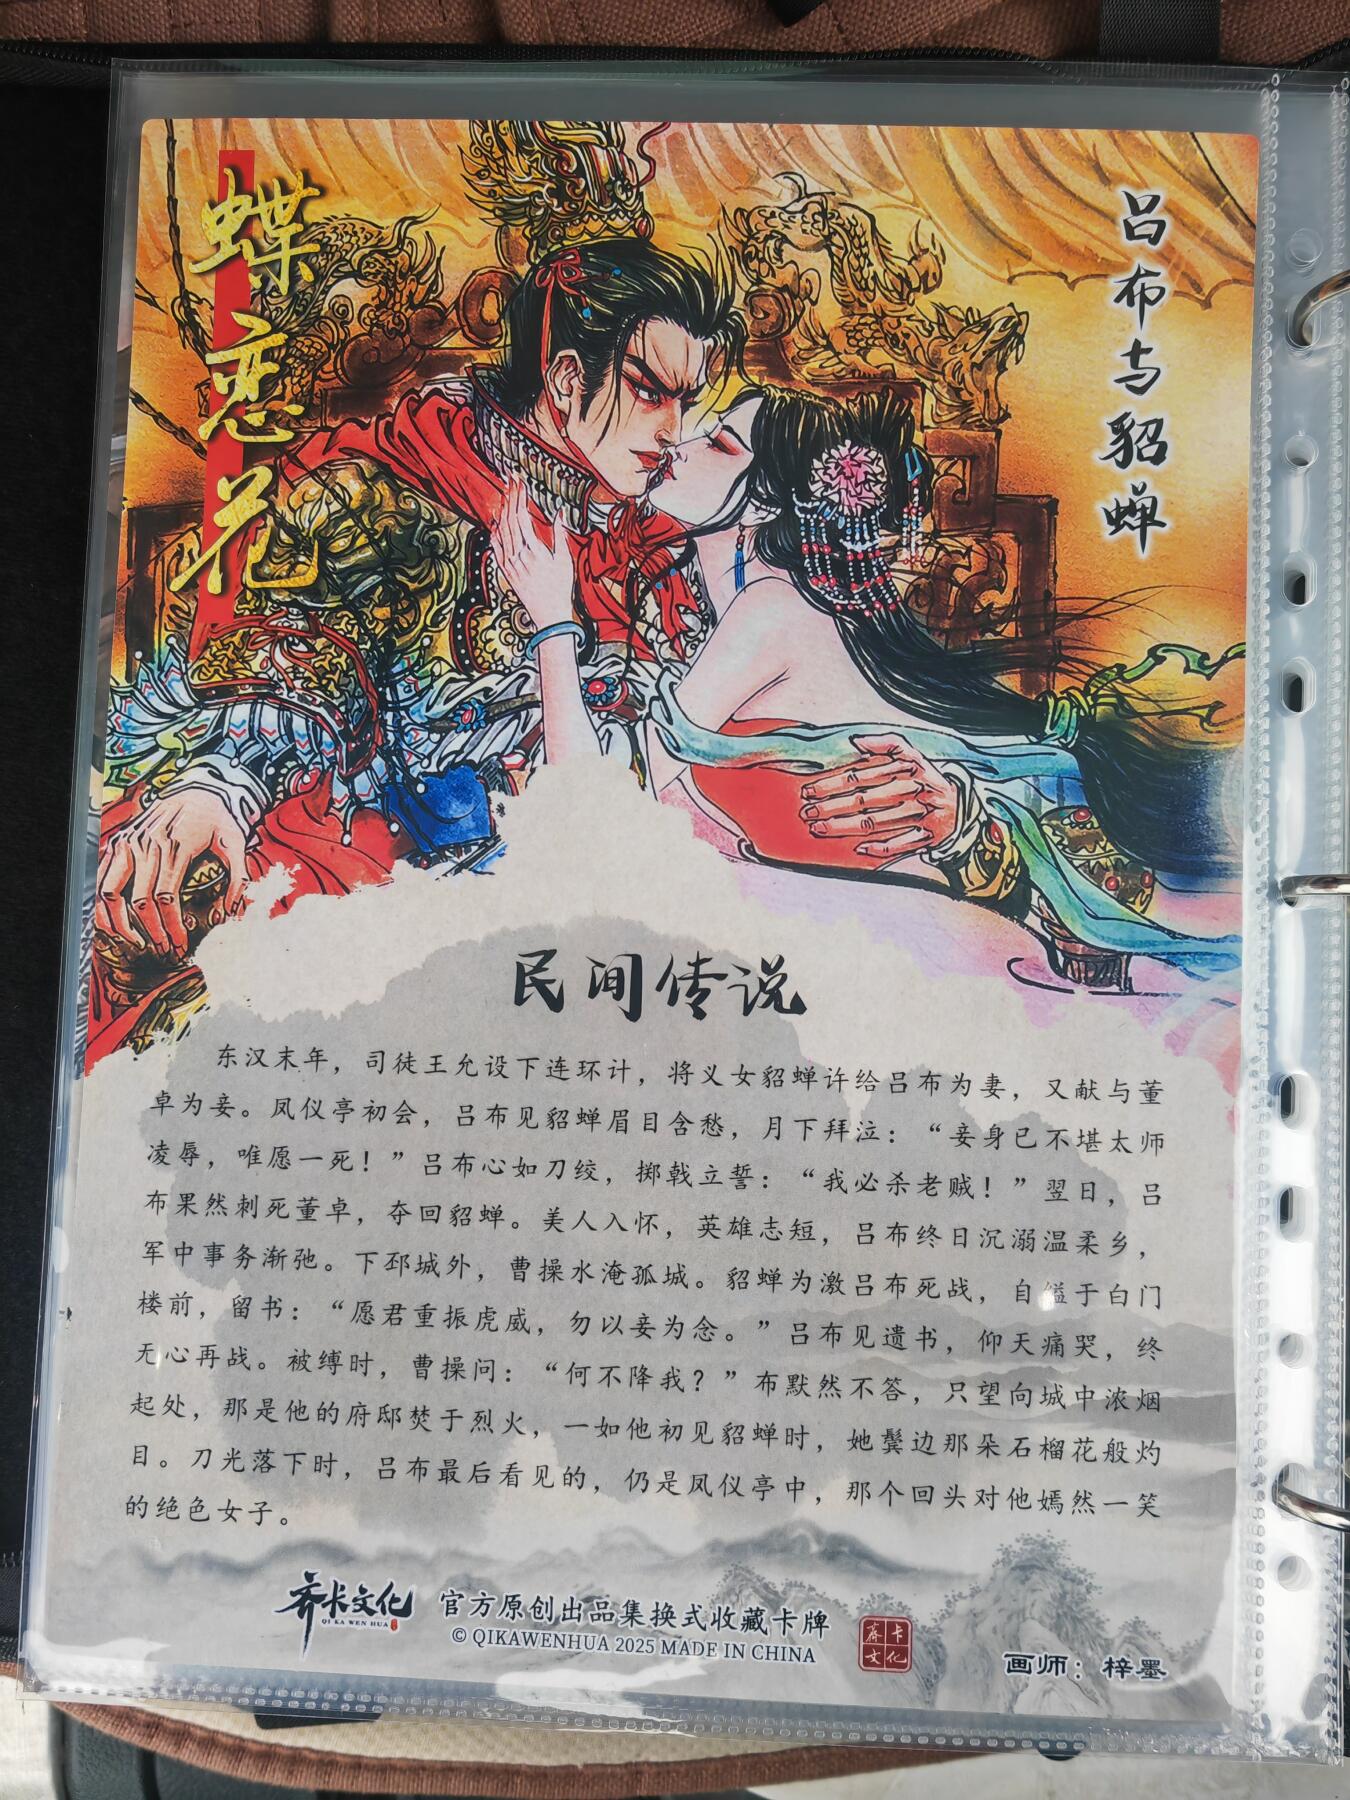 蝶恋花
吕布与貂蝉
民间传说
东汉末年，司徒王允设下连环计，将义女貂蝉许给吕布为妻，又献与董
卓为妾。凤仪亭初会，吕布见貂蝉眉目含愁，月下拜泣：“妾身已不堪太师
凌辱，唯愿一死！”吕布心如刀绞，掷戟立誓：“我必杀老贼！”翌日，吕
布果然刺死董卓，夺回貂蝉。美人入怀，英雄志短，吕布终日沉溺温柔乡，
军中事务渐弛。下邳城外，曹操水淹孤城。貂蝉为激吕布死战，自缢于白门
楼前，留书：“愿君重振虎威，勿以妾为念。”吕布见遗书，仰天痛哭，终
无心再战。被缚时，曹操问：“何不降我？”布默然不答，只望向城中浓烟
起处，那是他的府邸焚于烈火，一如他初见貂蝉时，她鬓边那朵石榴花般灼
目。刀光落下时，吕布最后看见的，仍是凤仪亭中，那个回头对他嫣然一笑
的绝色女子。
齐卡文化
QI KA WEN HUA
官方原创出品集换式收藏卡牌
© QIKAWENHUA 2025 MADE IN CHINA
画师：梓墨